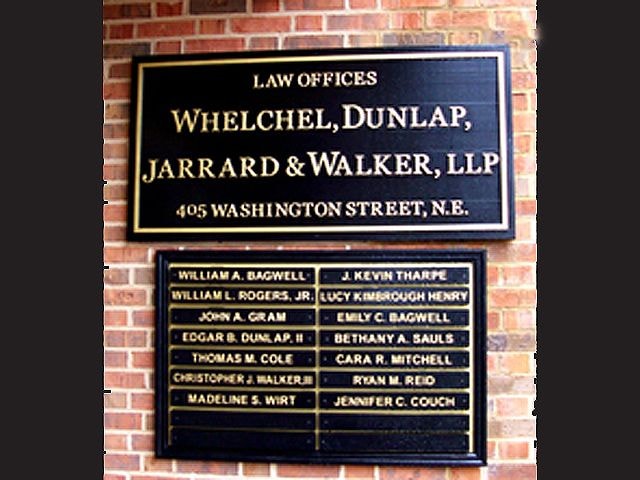 LAW OFFICES
WHELCHEL, DUNLAP,
JARRARD & WALKER, LLP
405 WASHINGTON STREET, N.E.
WILLIAM A. BAGWELL
WILLIAM L. ROGERS, JR.
JOHN A. GRAM
EDGAR B. DUNLAP, II
THOMAS M. COLE
CHRISTOPHER J. WALKER, III
MADELINE S. WIRT
J. KEVIN THARPE
LUCY KIMBROUGH HENRY
EMILY C. BAGWELL
BETHANY A. SAULS
CARA R. MITCHELL
RYAN M. REID
JENNIFER C. COUCH